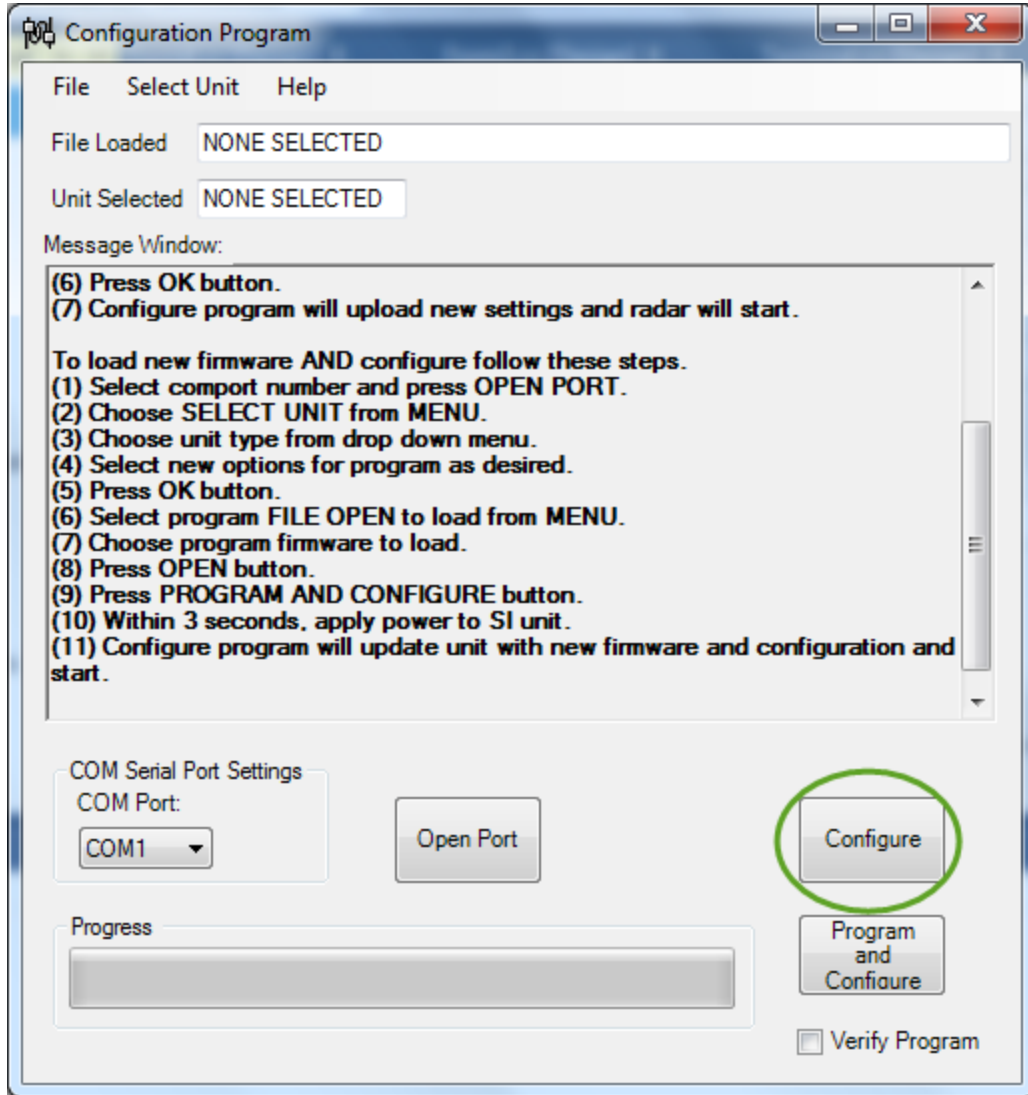 Configuration Program
File Select Unit Help
File Loaded NONE SELECTED
Unit Selected NONE SELECTED
Message Window:
(6) Press OK button.
(7) Configure program will upload new settings and radar will start.
To load new firmware AND configure follow these steps.
(1) Select comport number and press OPEN PORT.
(2) Choose SELECT UNIT from MENU.
(3) Choose unit type from drop down menu.
(4) Select new options for program as desired.
(5) Press OK button.
(6) Select program FILE OPEN to load from MENU.
(7) Choose program firmware to load.
(8) Press OPEN button.
(9) Press PROGRAM AND CONFIGURE button.
(10) Within 3 seconds, apply power to SI unit.
(11) Configure program will update unit with new firmware and configuration and
start.
COM Serial Port Settings
COM Port:
COM1
Open Port
Configure
Progress
Program
and
Configure
Verify Program